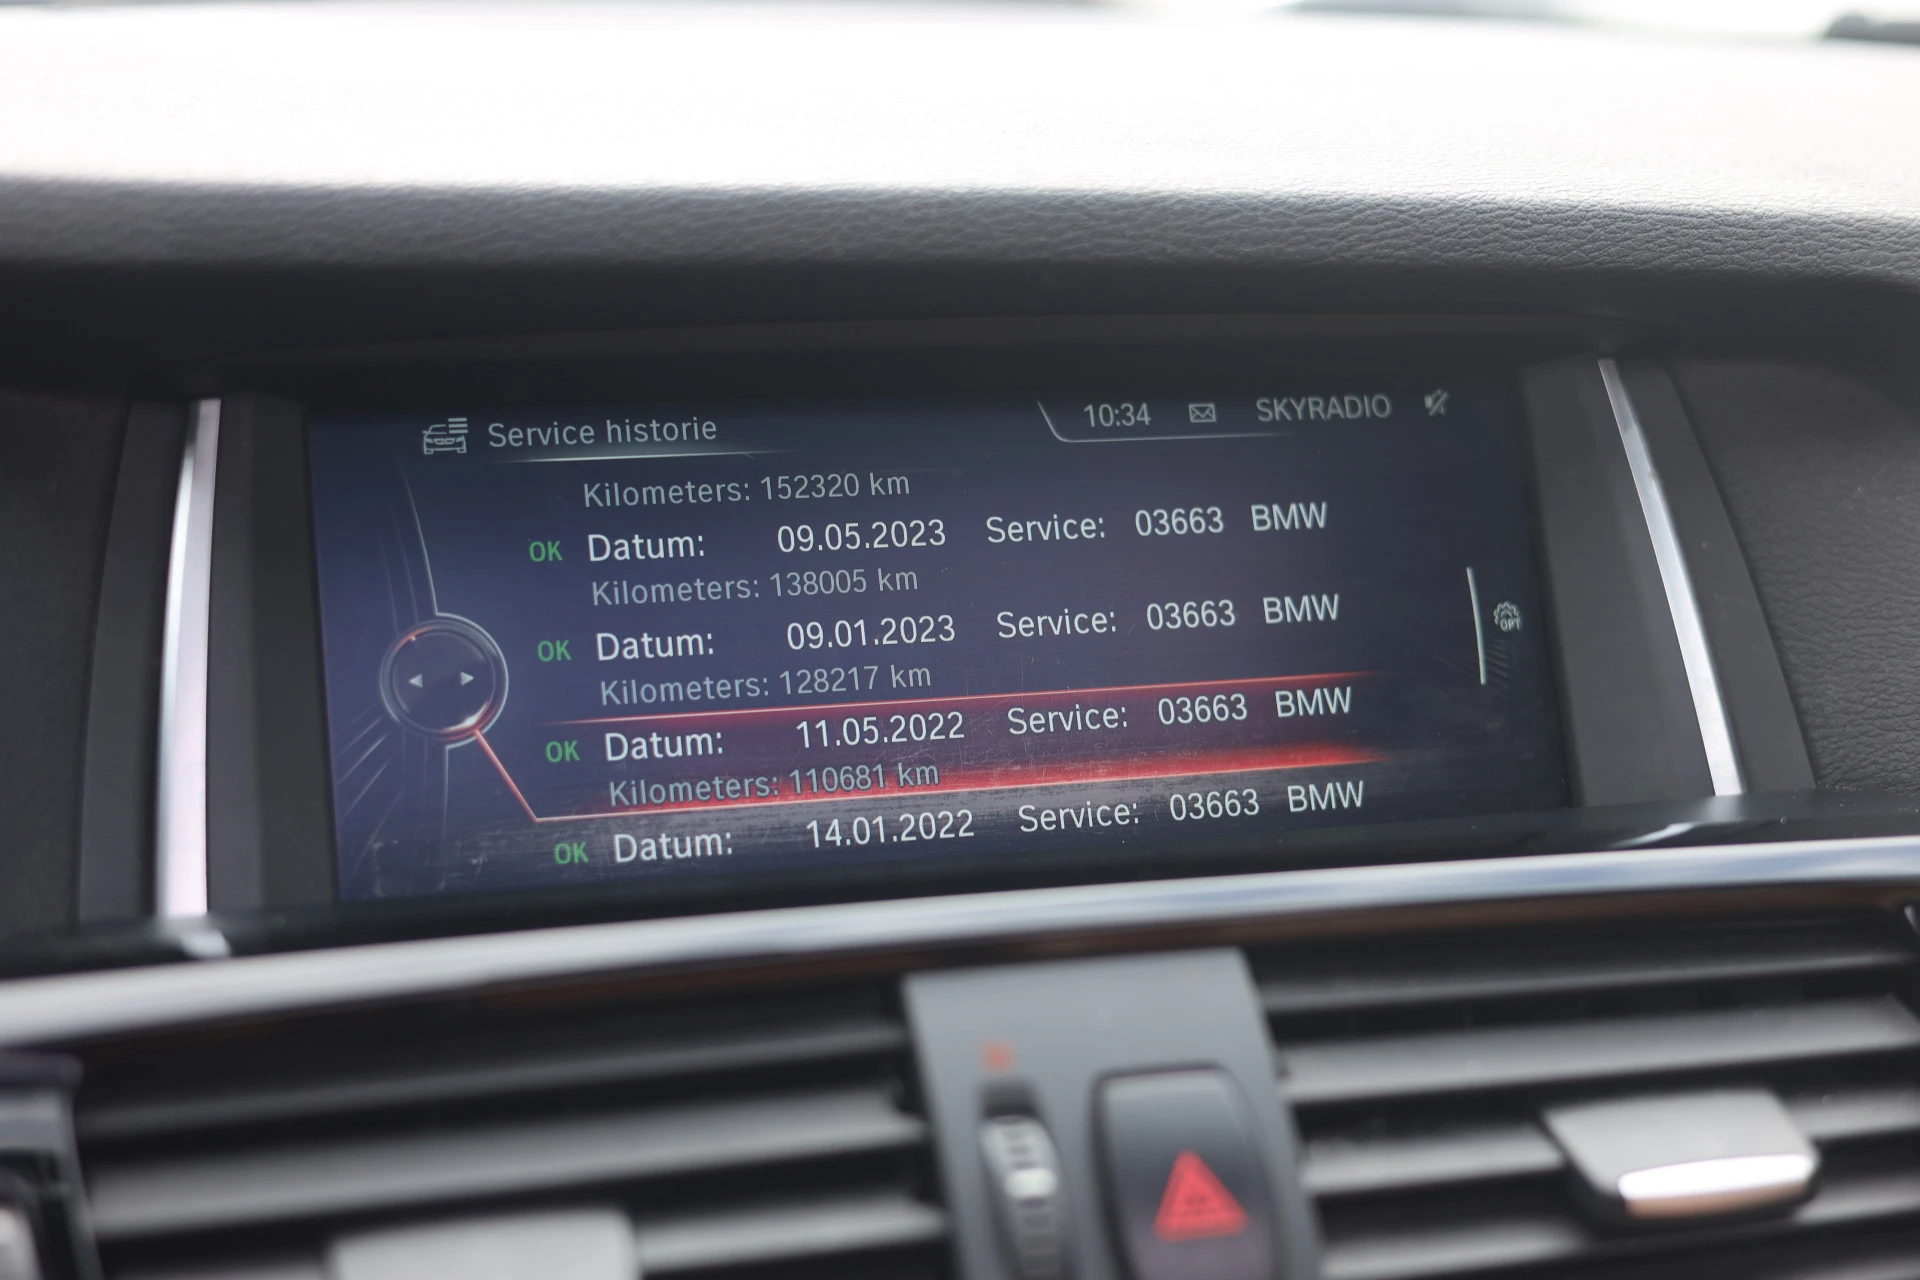 Service historie
10:34 SKYRADIO
Kilometers: 152320 km
OK Datum: 09.05.2023 Service: 03663 BMW
Kilometers: 138005 km
OK Datum: 09.01.2023 Service: 03663 BMW
Kilometers: 128217 km
OK Datum: 11.05.2022 Service: 03663 BMW
Kilometers: 110681 km
OK Datum: 14.01.2022 Service: 03663 BMW
OPT